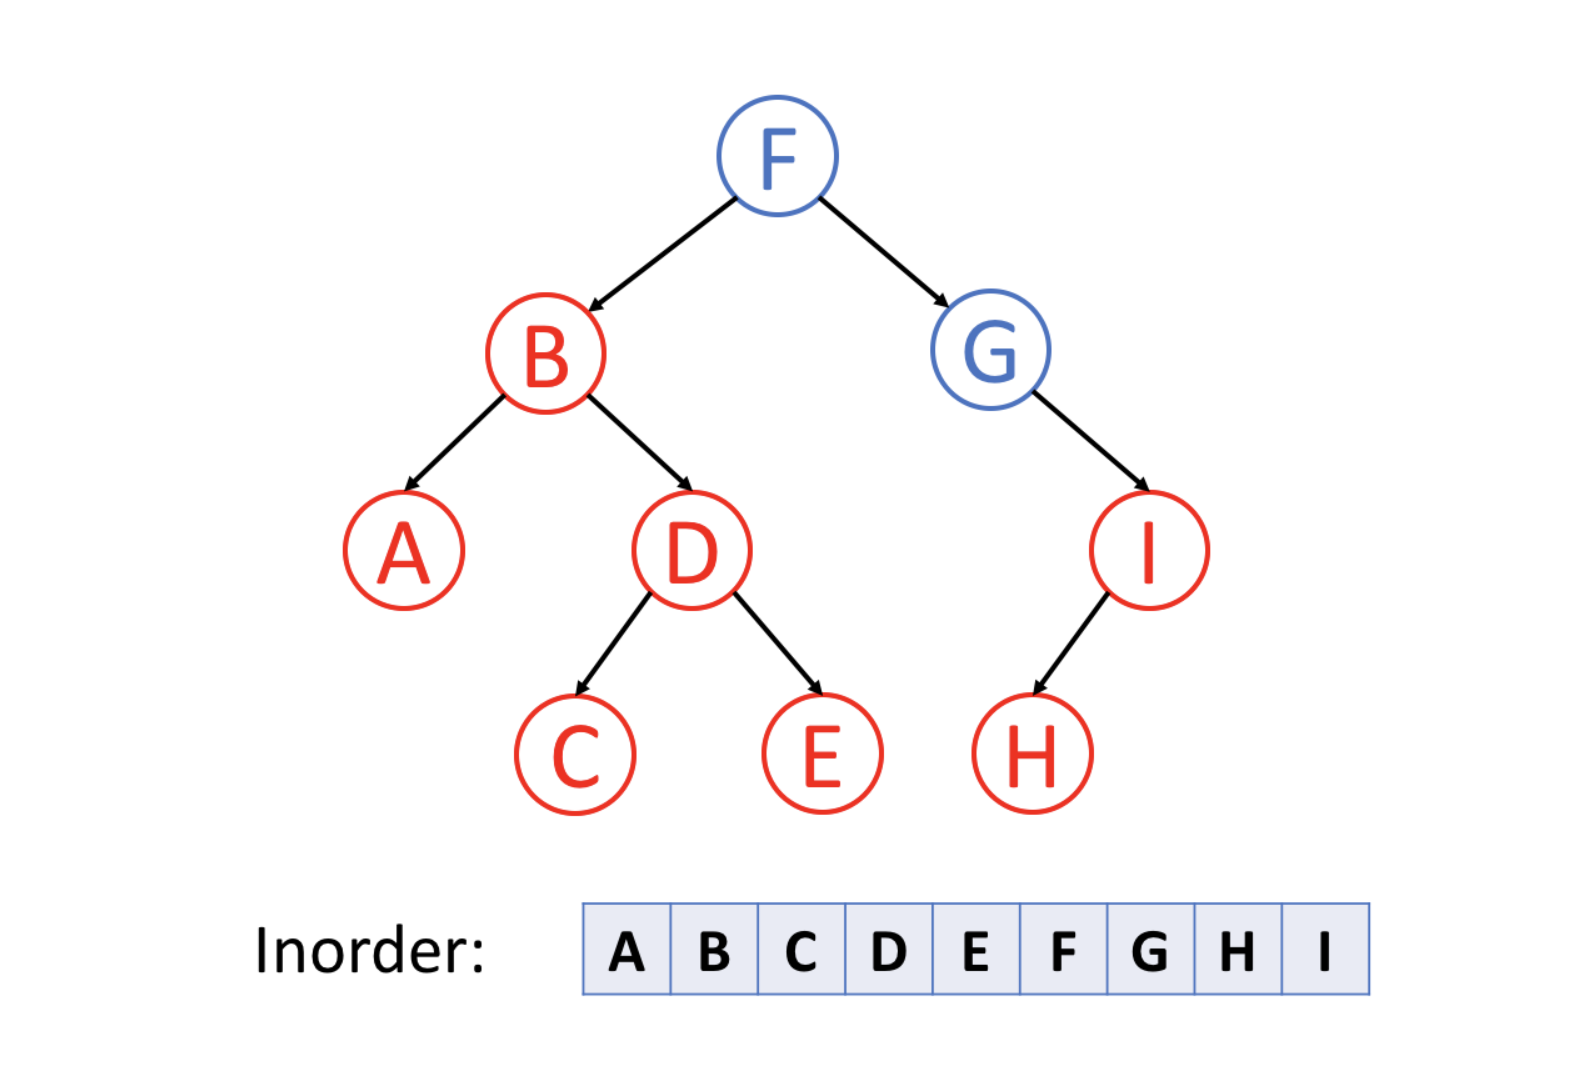 F
B G
A D I
C E H
Inorder: A B C D E F G H I